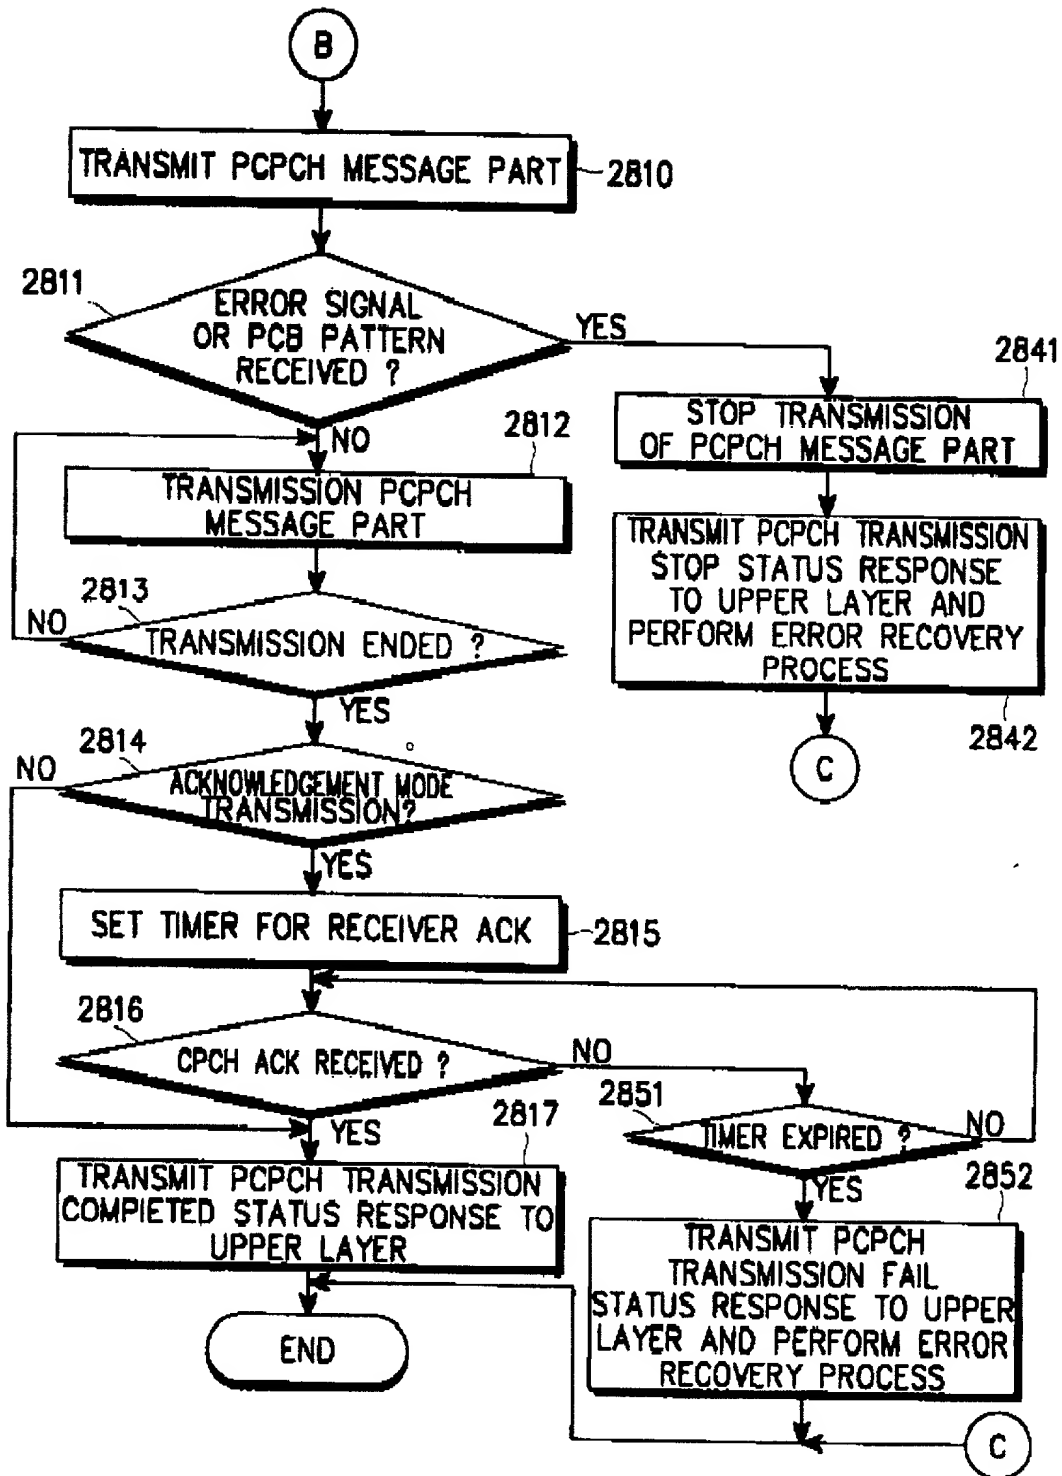 B
TRANSMIT PCPCH MESSAGE PART
2810
2811
ERROR SIGNAL
OR PCB PATTERN
RECEIVED ?
YES
2841
STOP TRANSMISSION
OF PCPCH MESSAGE PART
NO
2812
TRANSMISSION PCPCH
MESSAGE PART
TRANSMIT PCPCH TRANSMISSION
STOP STATUS RESPONSE
TO UPPER LAYER AND
PERFORM ERROR RECOVERY
PROCESS
2842
C
2813
NO
TRANSMISSION ENDED ?
YES
2814
NO
ACKNOWLEDGEMENT MODE
TRANSMISSION?
YES
SET TIMER FOR RECEIVER ACK
2815
2816
CPCH ACK RECEIVED ?
NO
2851
TIMER EXPIRED ?
NO
YES
2817
YES
2852
TRANSMIT PCPCH TRANSMISSION
COMPIETED STATUS RESPONSE TO
UPPER LAYER
TRANSMIT PCPCH
TRANSMISSION FAIL
STATUS RESPONSE TO UPPER
LAYER AND PERFORM ERROR
RECOVERY PROCESS
END
C